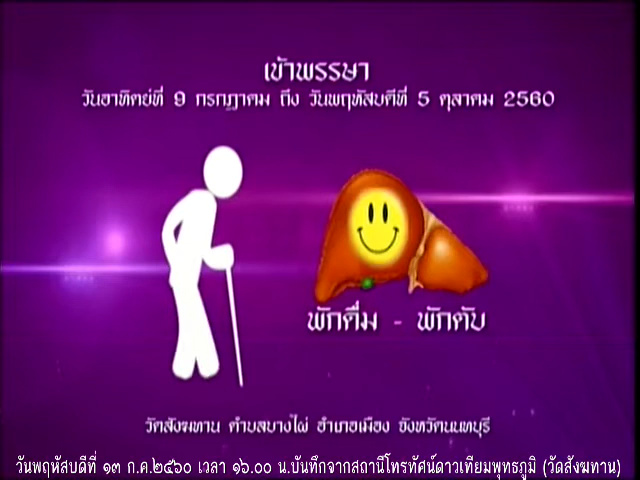 เข้าพรรษา
วันอาทิตย์ที่ 9 กรกฎาคม ถึง วันพฤหัสบดีที่ 5 ตุลาคม 2560
พักดื่ม - พักตับ
วัดสังฆทาน ตำบลบางไผ่ อำเภอเมือง จังหวัดนนทบุรี
วันพฤหัสบดีที่ ๑๓ ก.ค.๒๕๖๐ เวลา ๑๖.๐๐ น.บันทึกจากสถานีโทรทัศน์ดาวเทียมพุทธภูมิ (วัดสังฆทาน)